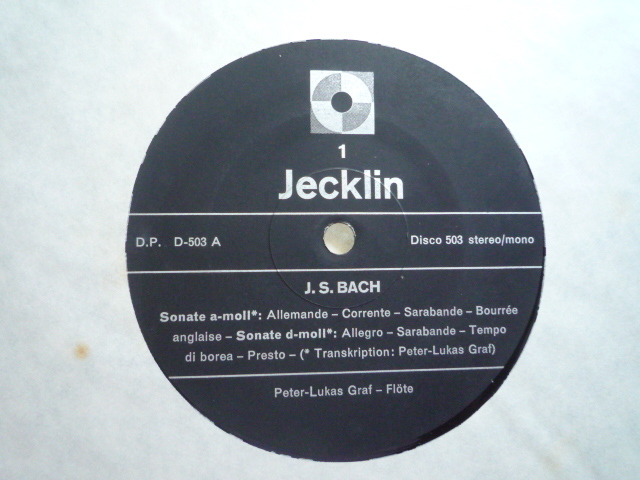 1
Jecklin
D.P. D-503 A Disco 503 stereo/mono
J. S. BACH
Sonate a-moll*: Allemande – Corrente – Sarabande – Bourrée
anglaise – Sonate d-moll*: Allegro – Sarabande – Tempo
di borea – Presto – (* Transkription: Peter-Lukas Graf)
Peter-Lukas Graf – Flöte